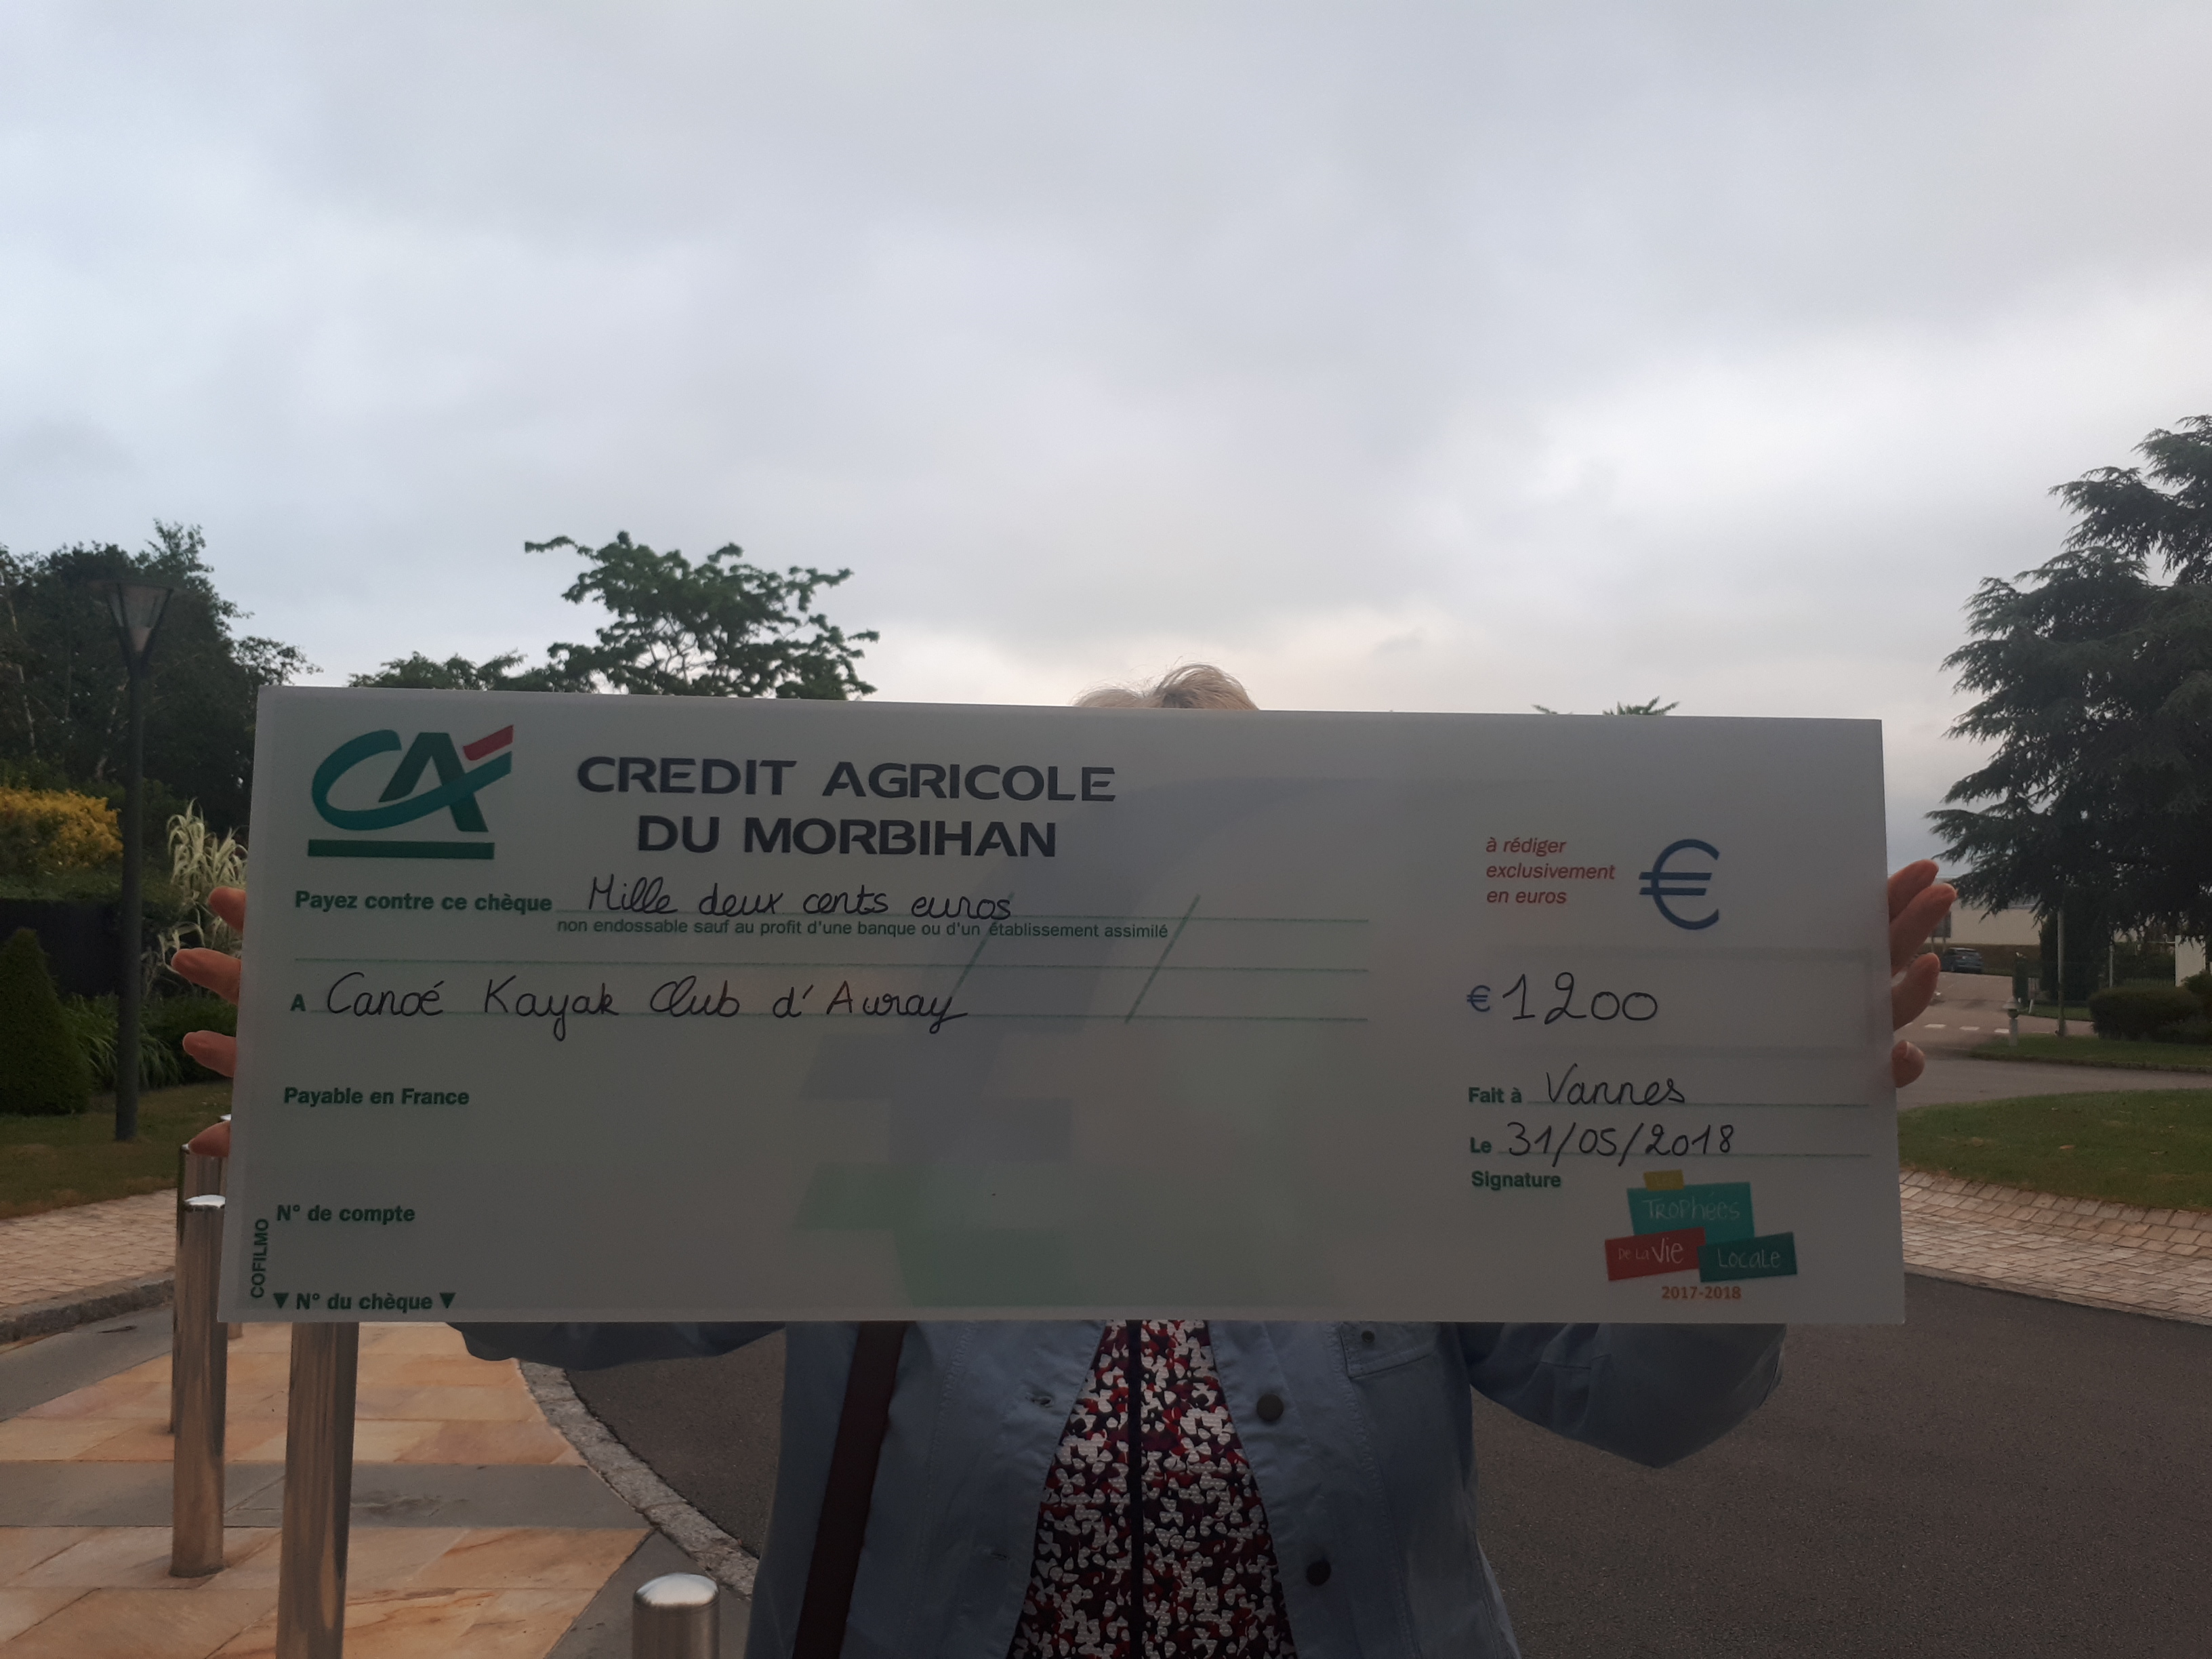 CA
CREDIT AGRICOLE
DU MORBIHAN
Payez contre ce chèque Mille deux cents euros
non endossable sauf au profit d'une banque ou d'un établissement assimilé
A Canoé Kayak Club d'Auray
Payable en France
N° de compte
COFILMO
▼ N° du chèque ▼
à rédiger
exclusivement
en euros
€
€ 1200
Fait à Vannes
Le 31/05/2018
Signature
Trophées
De La Vie Locale
2017-2018